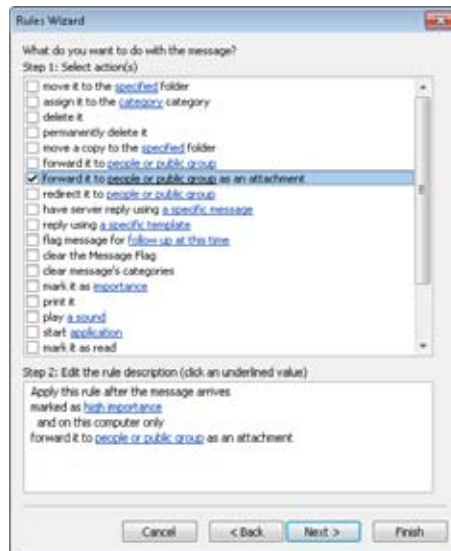 Rules Wizard
What do you want to do with the message?
Step 1: Select action(s)
move it to the specified folder
assign it to the category category
delete it
permanently delete it
move a copy to the specified folder
forward it to people or public group
forward it to people or public group as an attachment
redirect it to people or public group
have server reply using a specific message
reply using a specific template
flag message for follow up at this time
clear the Message Flag
clear message's categories
mark it as importance
print it
play a sound
start application
mark it as read
Step 2: Edit the rule description (click an underlined value)
Apply this rule after the message arrives
marked as high importance
and on this computer only
forward it to people or public group as an attachment
Cancel < Back Next > Finish